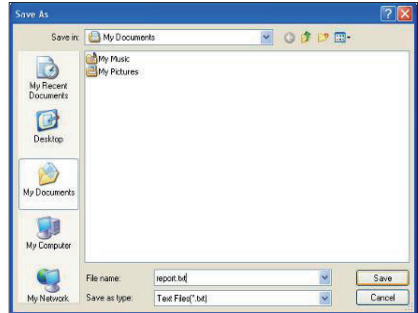 Save As
Save in:
My Documents
My Music
My Pictures
My Recent
Documents
Desktop
My Documents
My Computer
My Network
File name:
report.txt
Save
Save as type:
Text Files(*.txt)
Cancel